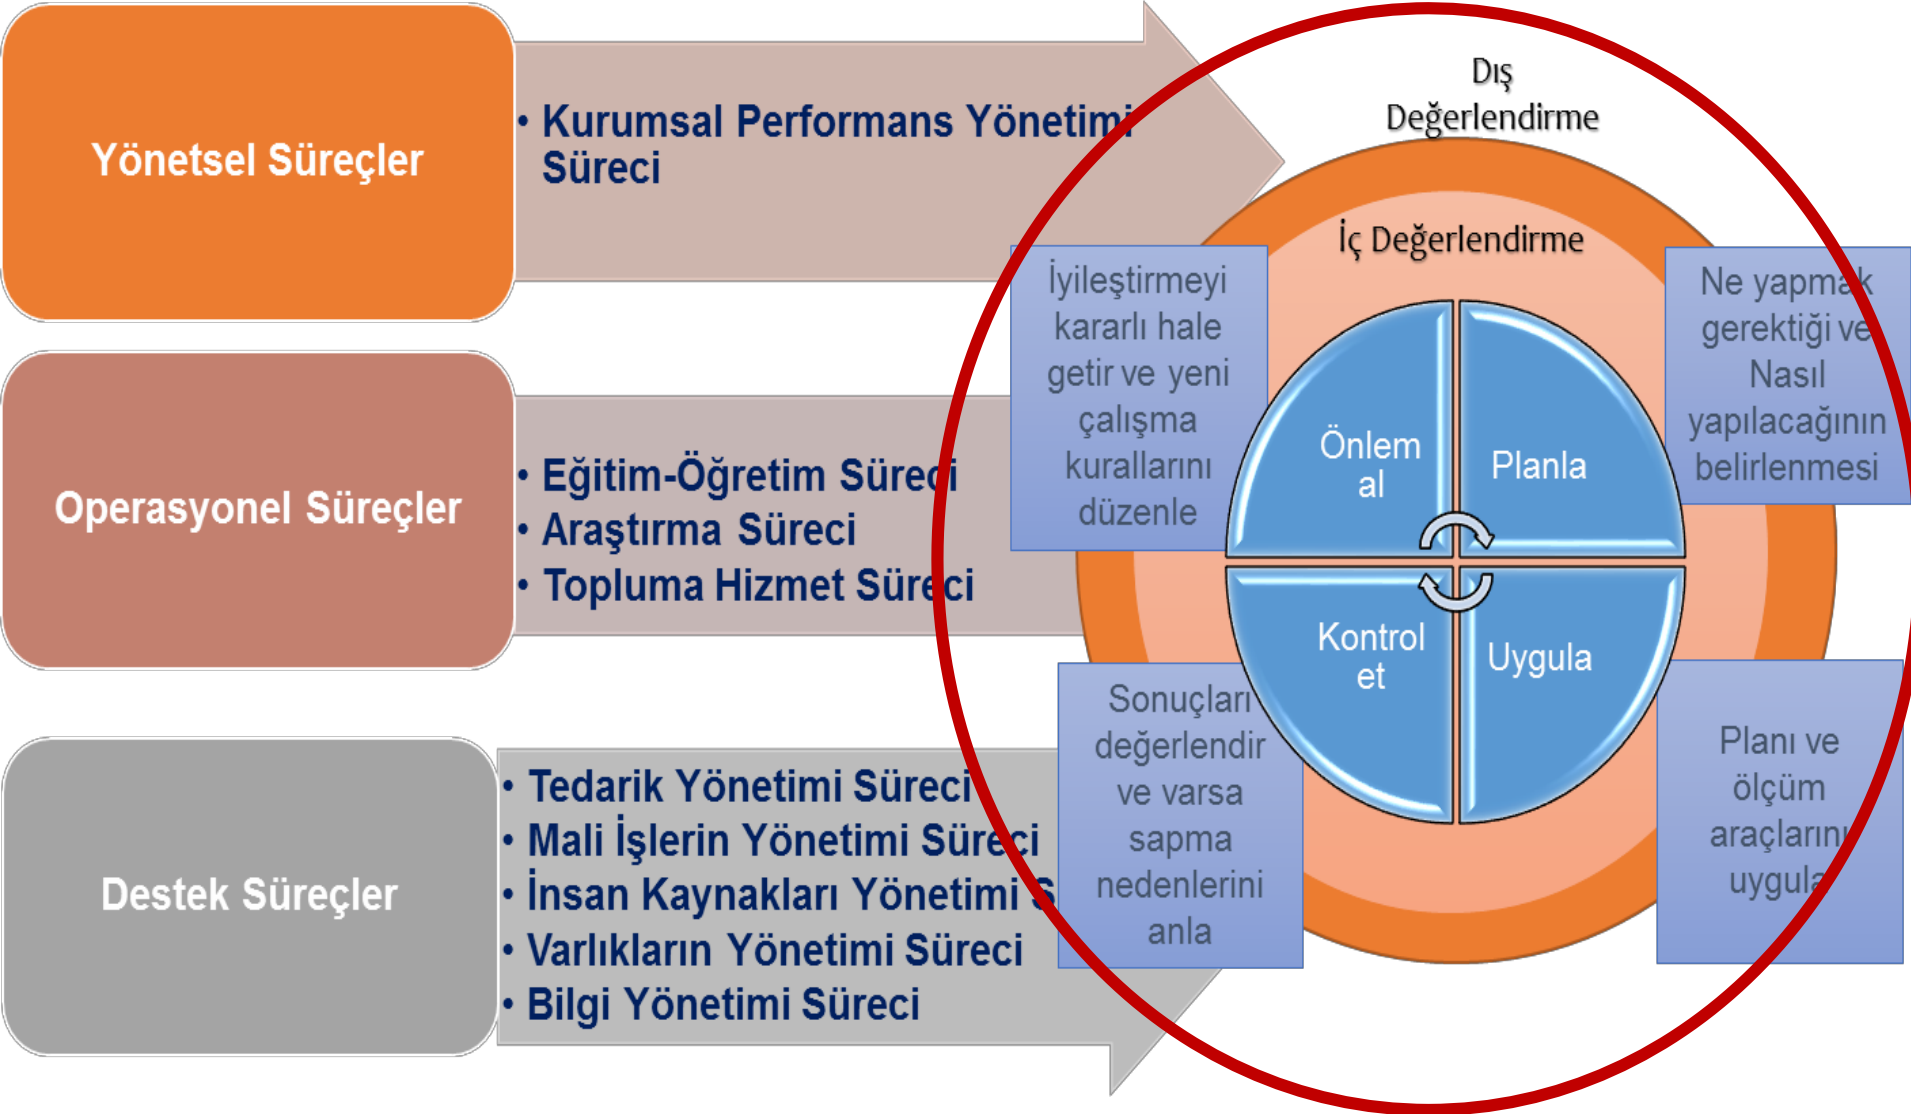 Yönetsel Süreçler
• Kurumsal Performans Yönetimi
Süreci
Operasyonel Süreçler
• Eğitim-Öğretim Süreci
• Araştırma Süreci
• Topluma Hizmet Süreci
Destek Süreçler
• Tedarik Yönetimi Süreci
• Mali İşlerin Yönetimi Süreci
• İnsan Kaynakları Yönetimi S
• Varlıkların Yönetimi Süreci
• Bilgi Yönetimi Süreci
Dış
Değerlendirme
İç Değerlendirme
İyileştirmeyi
kararlı hale
getir ve yeni
çalışma
kurallarını
düzenle
Ne yapmak
gerektiği ve
Nasıl
yapılacağının
belirlenmesi
Önlem
al
Planla
Kontrol
et
Uygula
Sonuçları
değerlendir
ve varsa
sapma
nedenlerini
anla
Planı ve
ölçüm
araçlarını
uygula